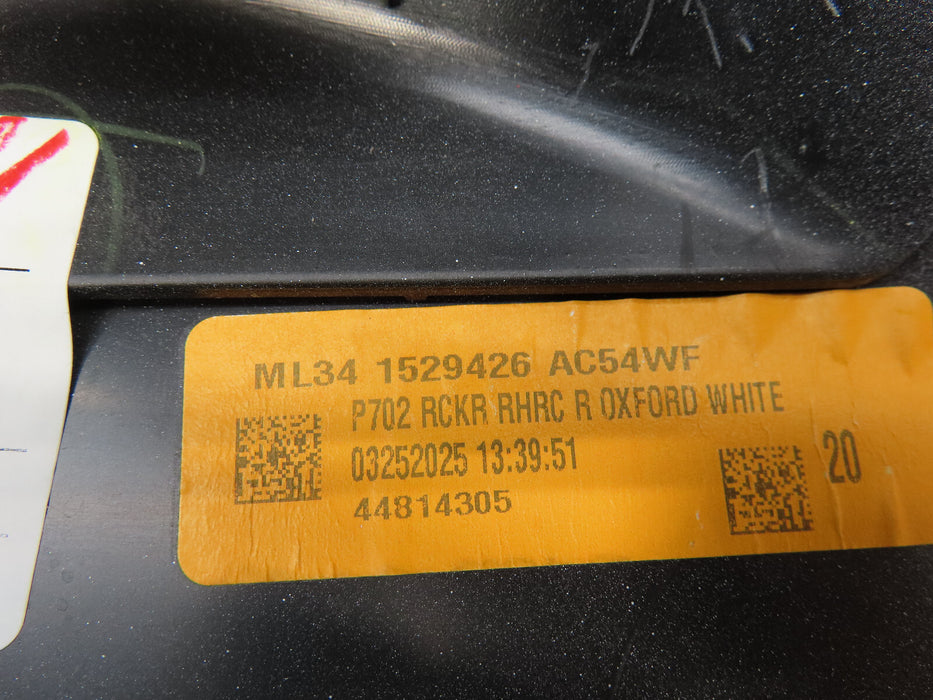 ML34 1529426 AC54WF
P702 RCKR RHRC R OXFORD WHITE
03252025 13:39:51
20
44814305